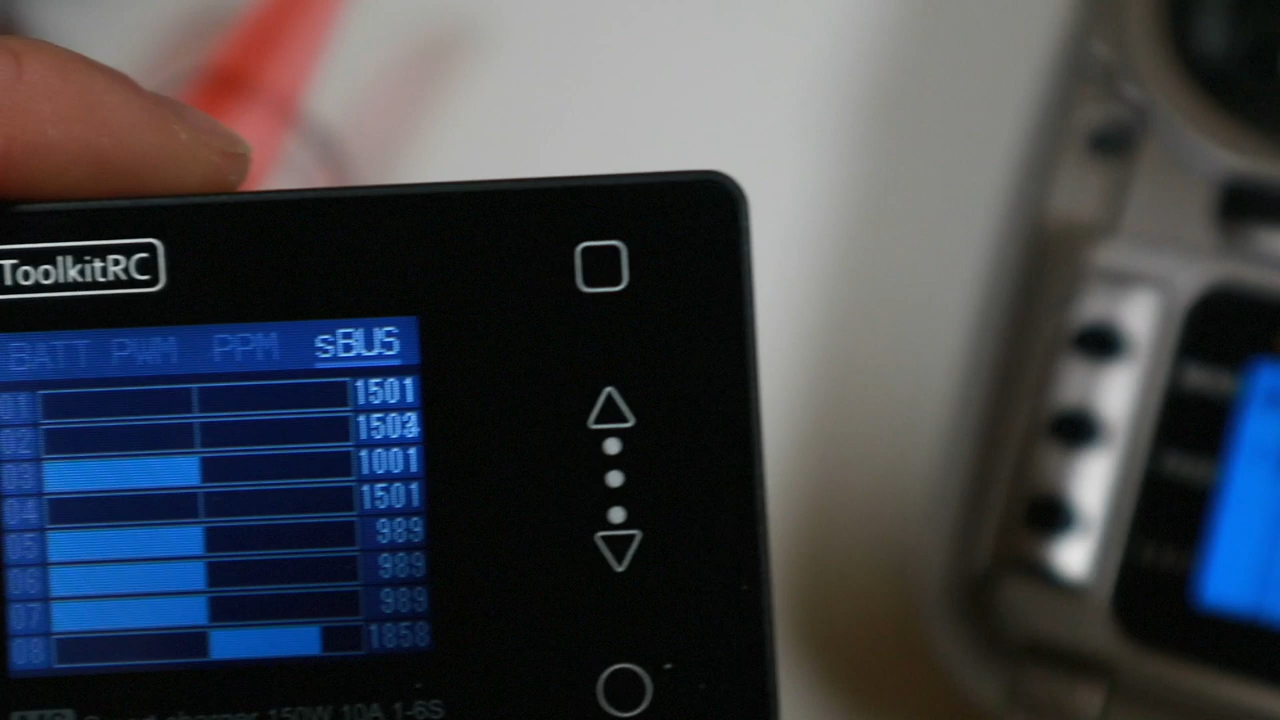 ToolkitRC
BATT PWM PPM sBUS
01 1501
02 1503
03 1001
04 1501
05 989
06 989
07 989
08 1858
charger 150W 10A 1-6S